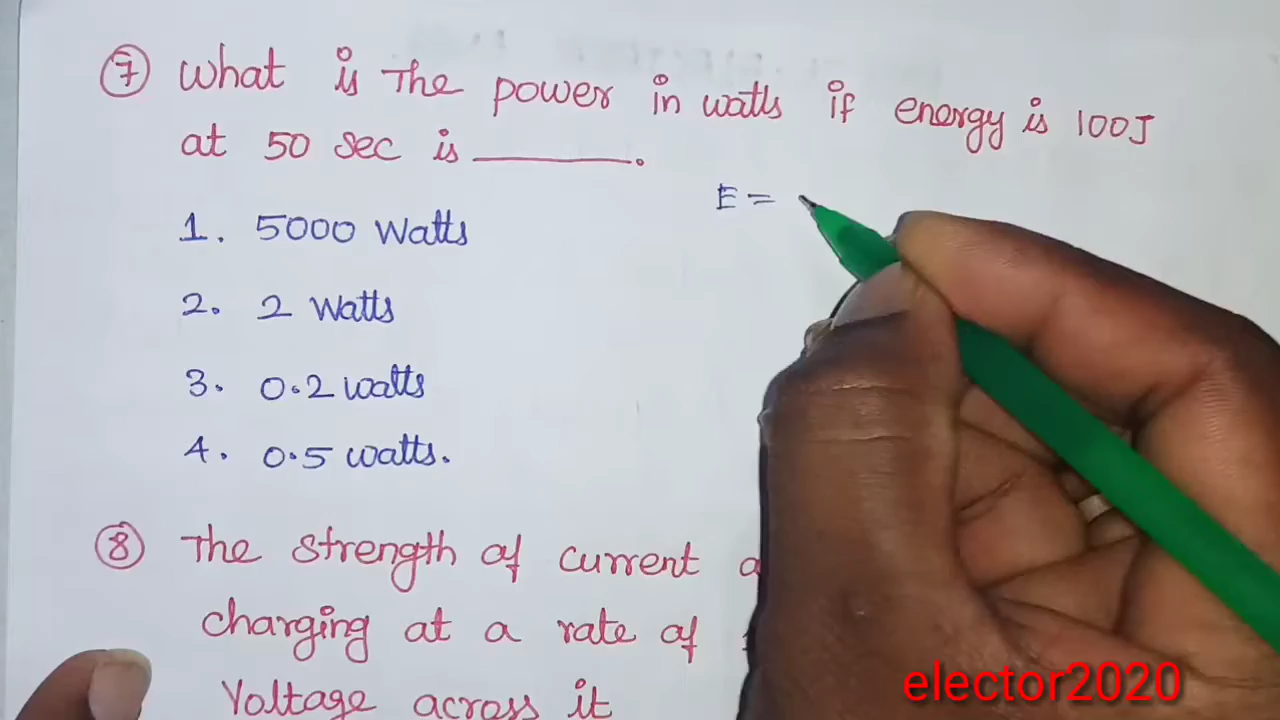 7 What is The power in watts if energy is 100J
at 50 sec is ______.
E =
1. 5000 Watts
2. 2 Watts
3. 0.2 watts
4. 0.5 watts.
8 The strength of current
charging at a rate of
Voltage across it
elector2020